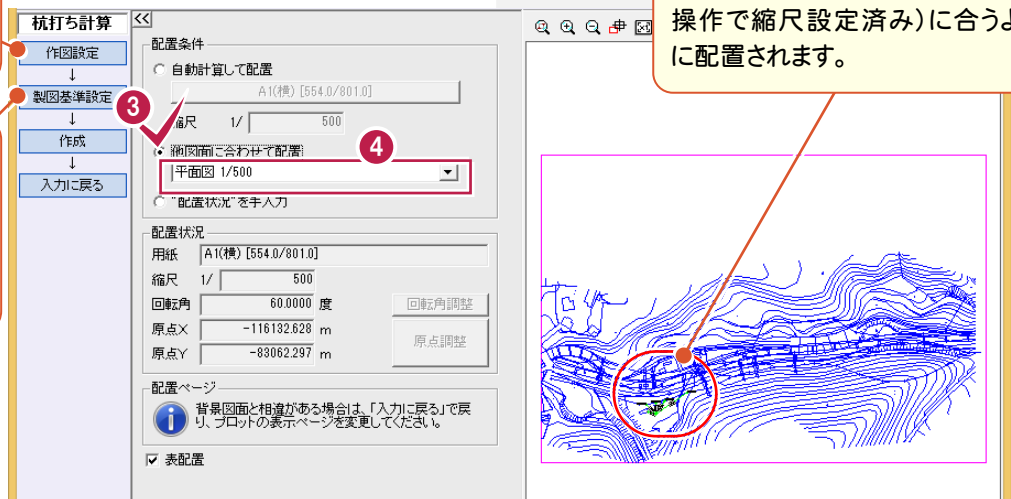 杭打ち計算
作図設定
↓
製図基準設定
↓
作成
↓
入力に戻る
<<
配置条件
自動計算して配置
A1(横) [554.0/801.0]
縮尺 1/ 500
3
他図面に合わせて配置
4
平面図 1/500
"配置状況"を手入力
配置状況
用紙 A1(横) [554.0/801.0]
縮尺 1/ 500
回転角 60.0000 度
回転角調整
原点X -116132.628 m
原点Y -83062.297 m
原点調整
配置ページ
背景図面と相違がある場合は、「入力に戻る」で戻
り、プロットの表示ページを変更してください。
表配置
操作で縮尺設定済み)に合うよ
に配置されます。